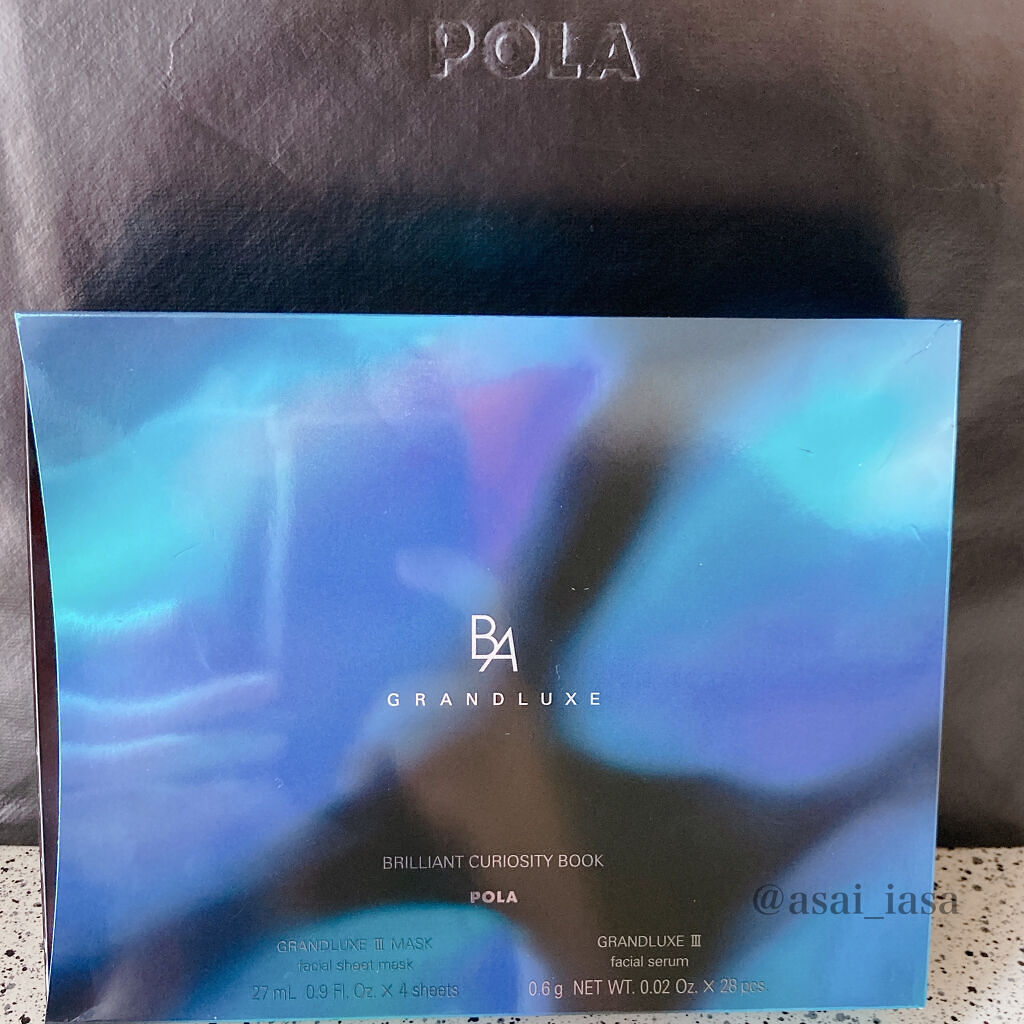 POLA
BA
GRANDLUXE
BRILLIANT CURIOSITY BOOK
POLA
@asai_iasa
GRANDLUXE Ⅲ MASK
facial sheet mask
27 mL 0.9 Fl. Oz. × 4 sheets
GRANDLUXE Ⅲ
facial serum
0.6 g NET WT. 0.02 Oz. × 28 pcs.